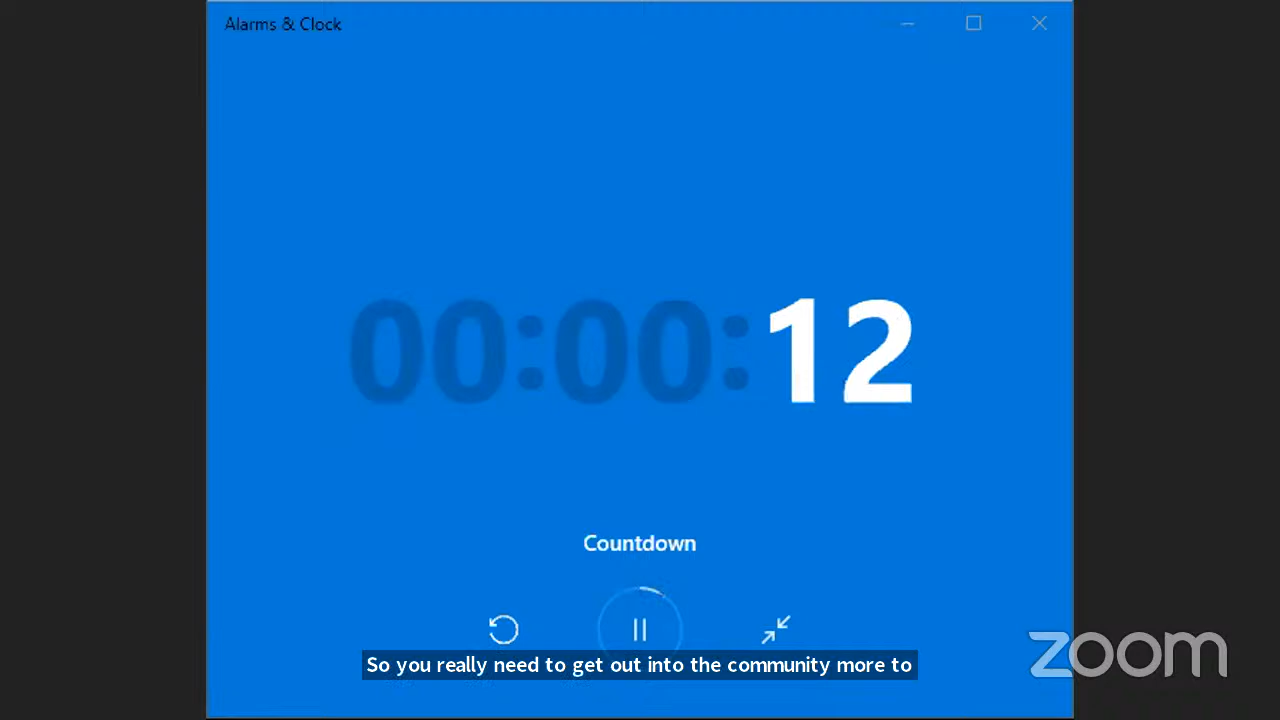 Alarms & Clock
00:00:12
Countdown
So you really need to get out into the community more to
zoom